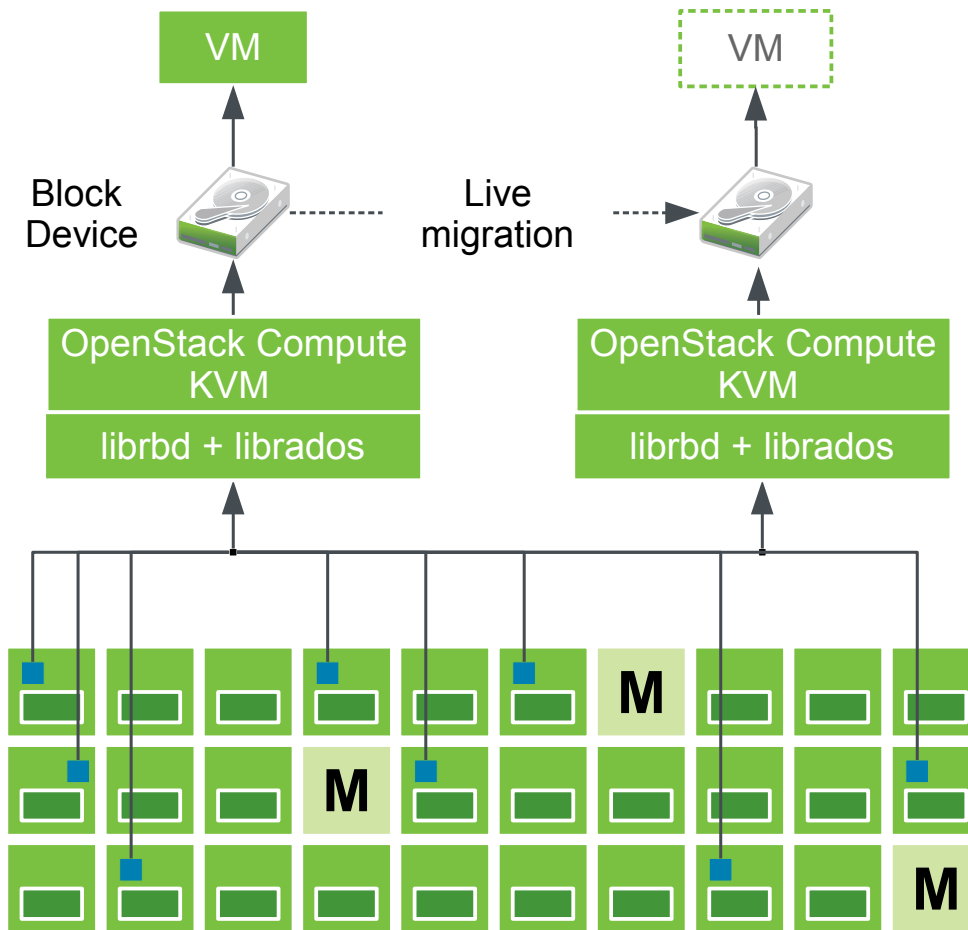 VM
VM
Block
Device
Live
migration
OpenStack Compute
KVM
OpenStack Compute
KVM
librbd + librados
librbd + librados
M
M
M